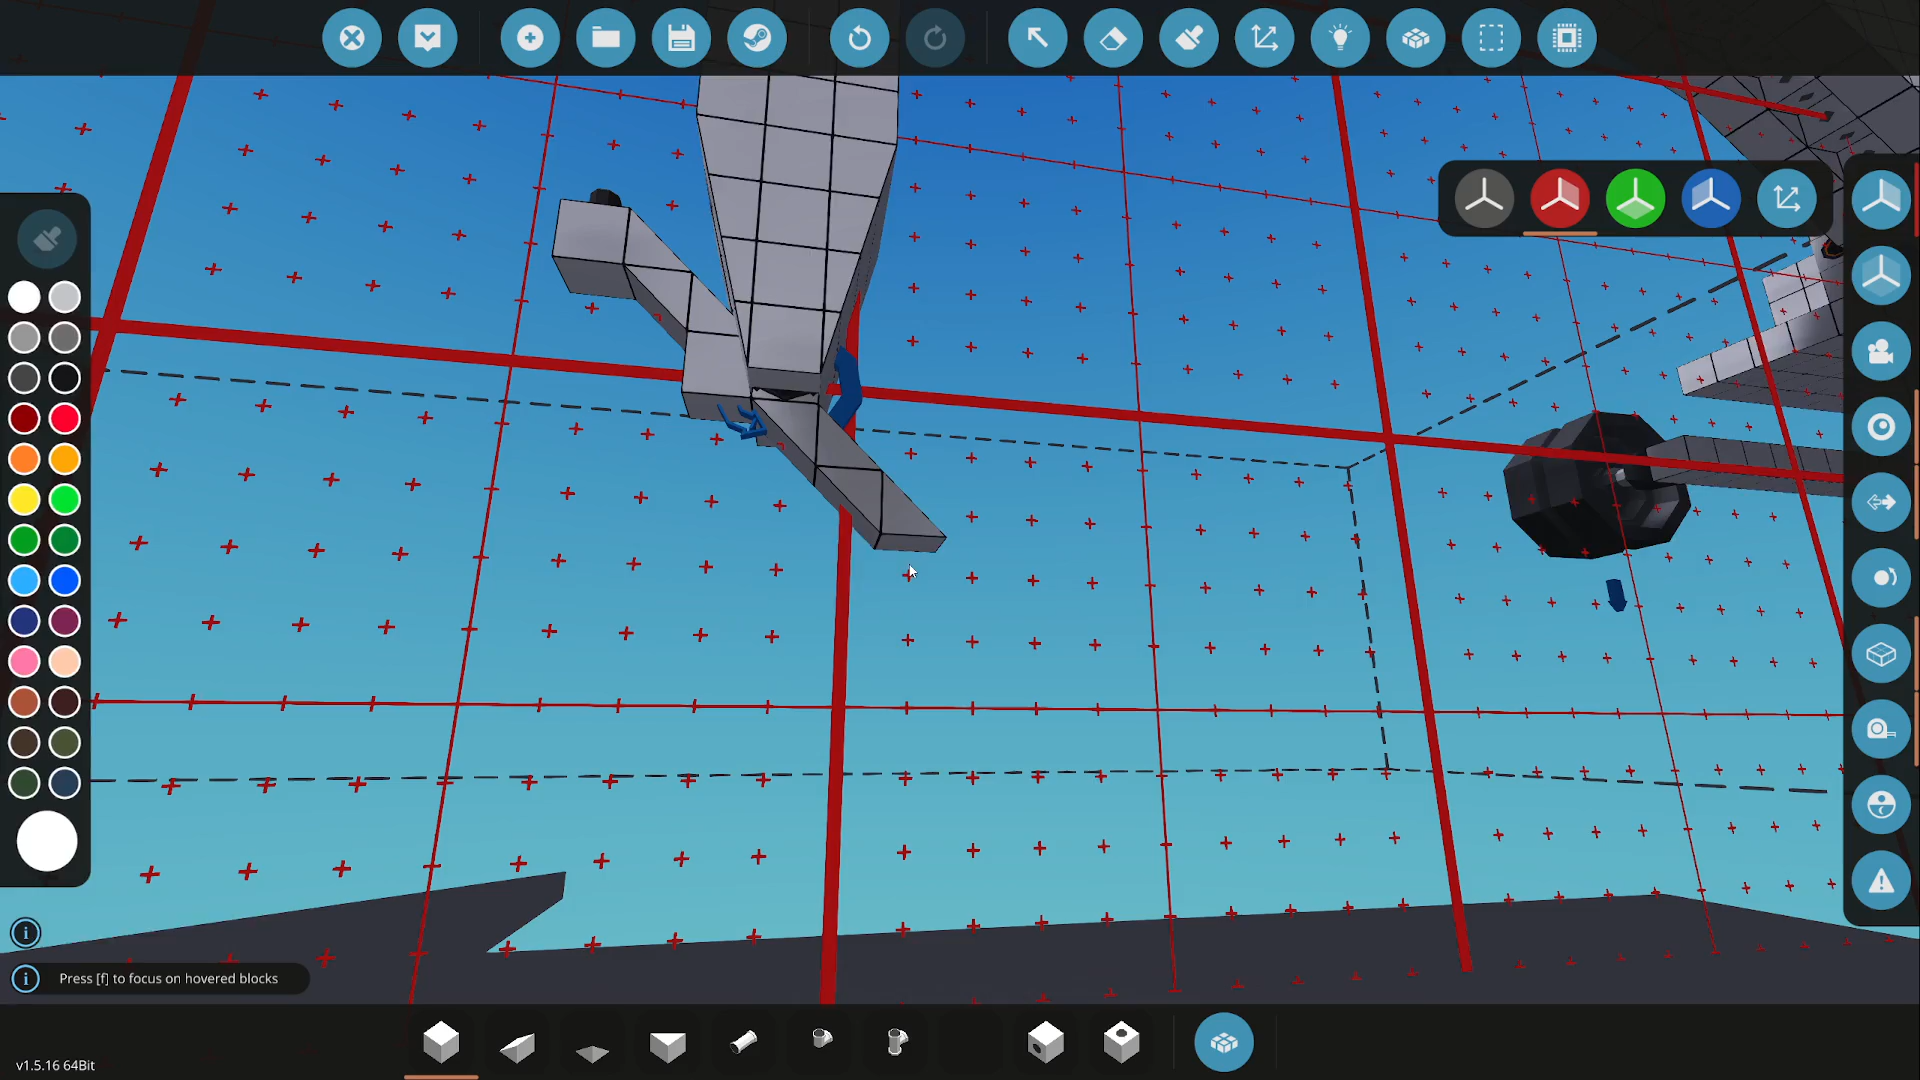 Press [f] to focus on hovered blocks
v1.5.16 64Bit